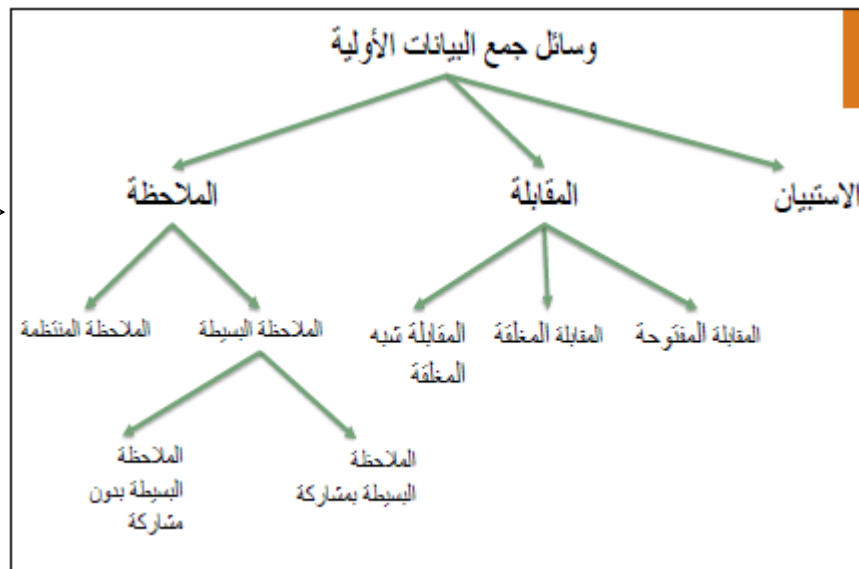 وسائل جمع البيانات الأولية
الاستبيان
المقابلة
الملاحظة
المقابلة المفتوحة
المقابلة المغلقة
المقابلة شبه
المغلقة
الملاحظة البسيطة
الملاحظة المنتظمة
الملاحظة
البسيطة بمشاركة
الملاحظة
البسيطة بدون
مشاركة